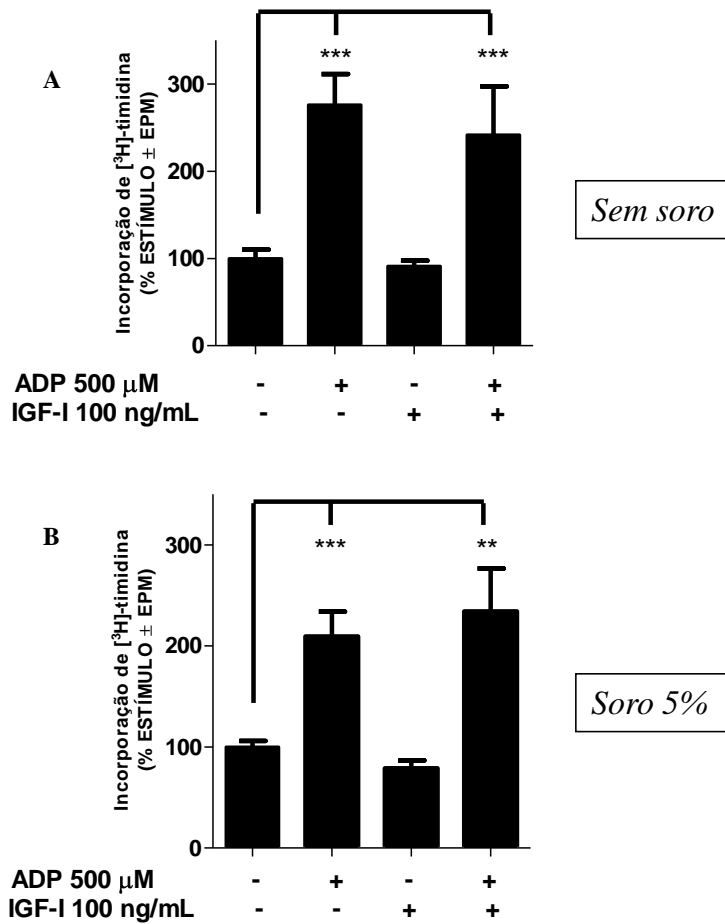 A
*** ***
Incorporação de [³H]-timidina
(% ESTÍMULO ± EPM)
300
200
100
0
Sem soro
ADP 500 μM - + - +
IGF-I 100 ng/mL - - + +
B
*** **
Incorporação de [³H]-timidina
(% ESTÍMULO ± EPM)
300
200
100
0
Soro 5%
ADP 500 μM - + - +
IGF-I 100 ng/mL - - + +